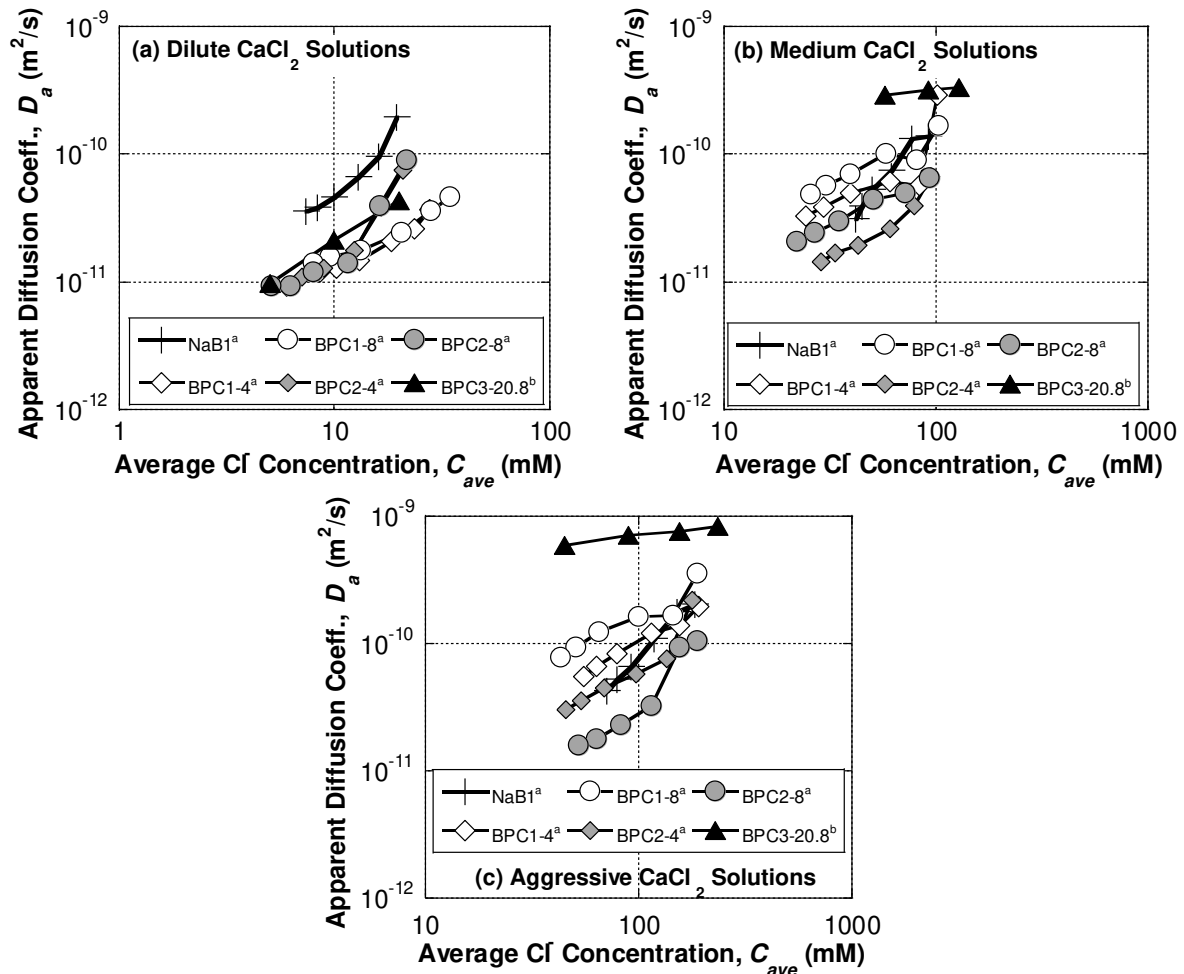 10⁻⁹
(a) Dilute CaCl₂ Solutions
10⁻¹⁰
10⁻¹¹
10⁻¹²
Apparent Diffusion Coeff., Dₐ (m²/s)
NaB1ᵃ BPC1-8ᵃ BPC2-8ᵃ
BPC1-4ᵃ BPC2-4ᵃ BPC3-20.8ᵇ
1 10 100
Average Cl⁻ Concentration, C_ave (mM)
10⁻⁹
(b) Medium CaCl₂ Solutions
10⁻¹⁰
10⁻¹¹
10⁻¹²
Apparent Diffusion Coeff., Dₐ (m²/s)
NaB1ᵃ BPC1-8ᵃ BPC2-8ᵃ
BPC1-4ᵃ BPC2-4ᵃ BPC3-20.8ᵇ
1 10 100 1000
Average Cl⁻ Concentration, C_ave (mM)
10⁻⁹
10⁻¹⁰
10⁻¹¹
10⁻¹²
Apparent Diffusion Coeff., Dₐ (m²/s)
NaB1ᵃ BPC1-8ᵃ BPC2-8ᵃ
BPC1-4ᵃ BPC2-4ᵃ BPC3-20.8ᵇ
(c) Aggressive CaCl₂ Solutions
10 100 1000
Average Cl⁻ Concentration, C_ave (mM)